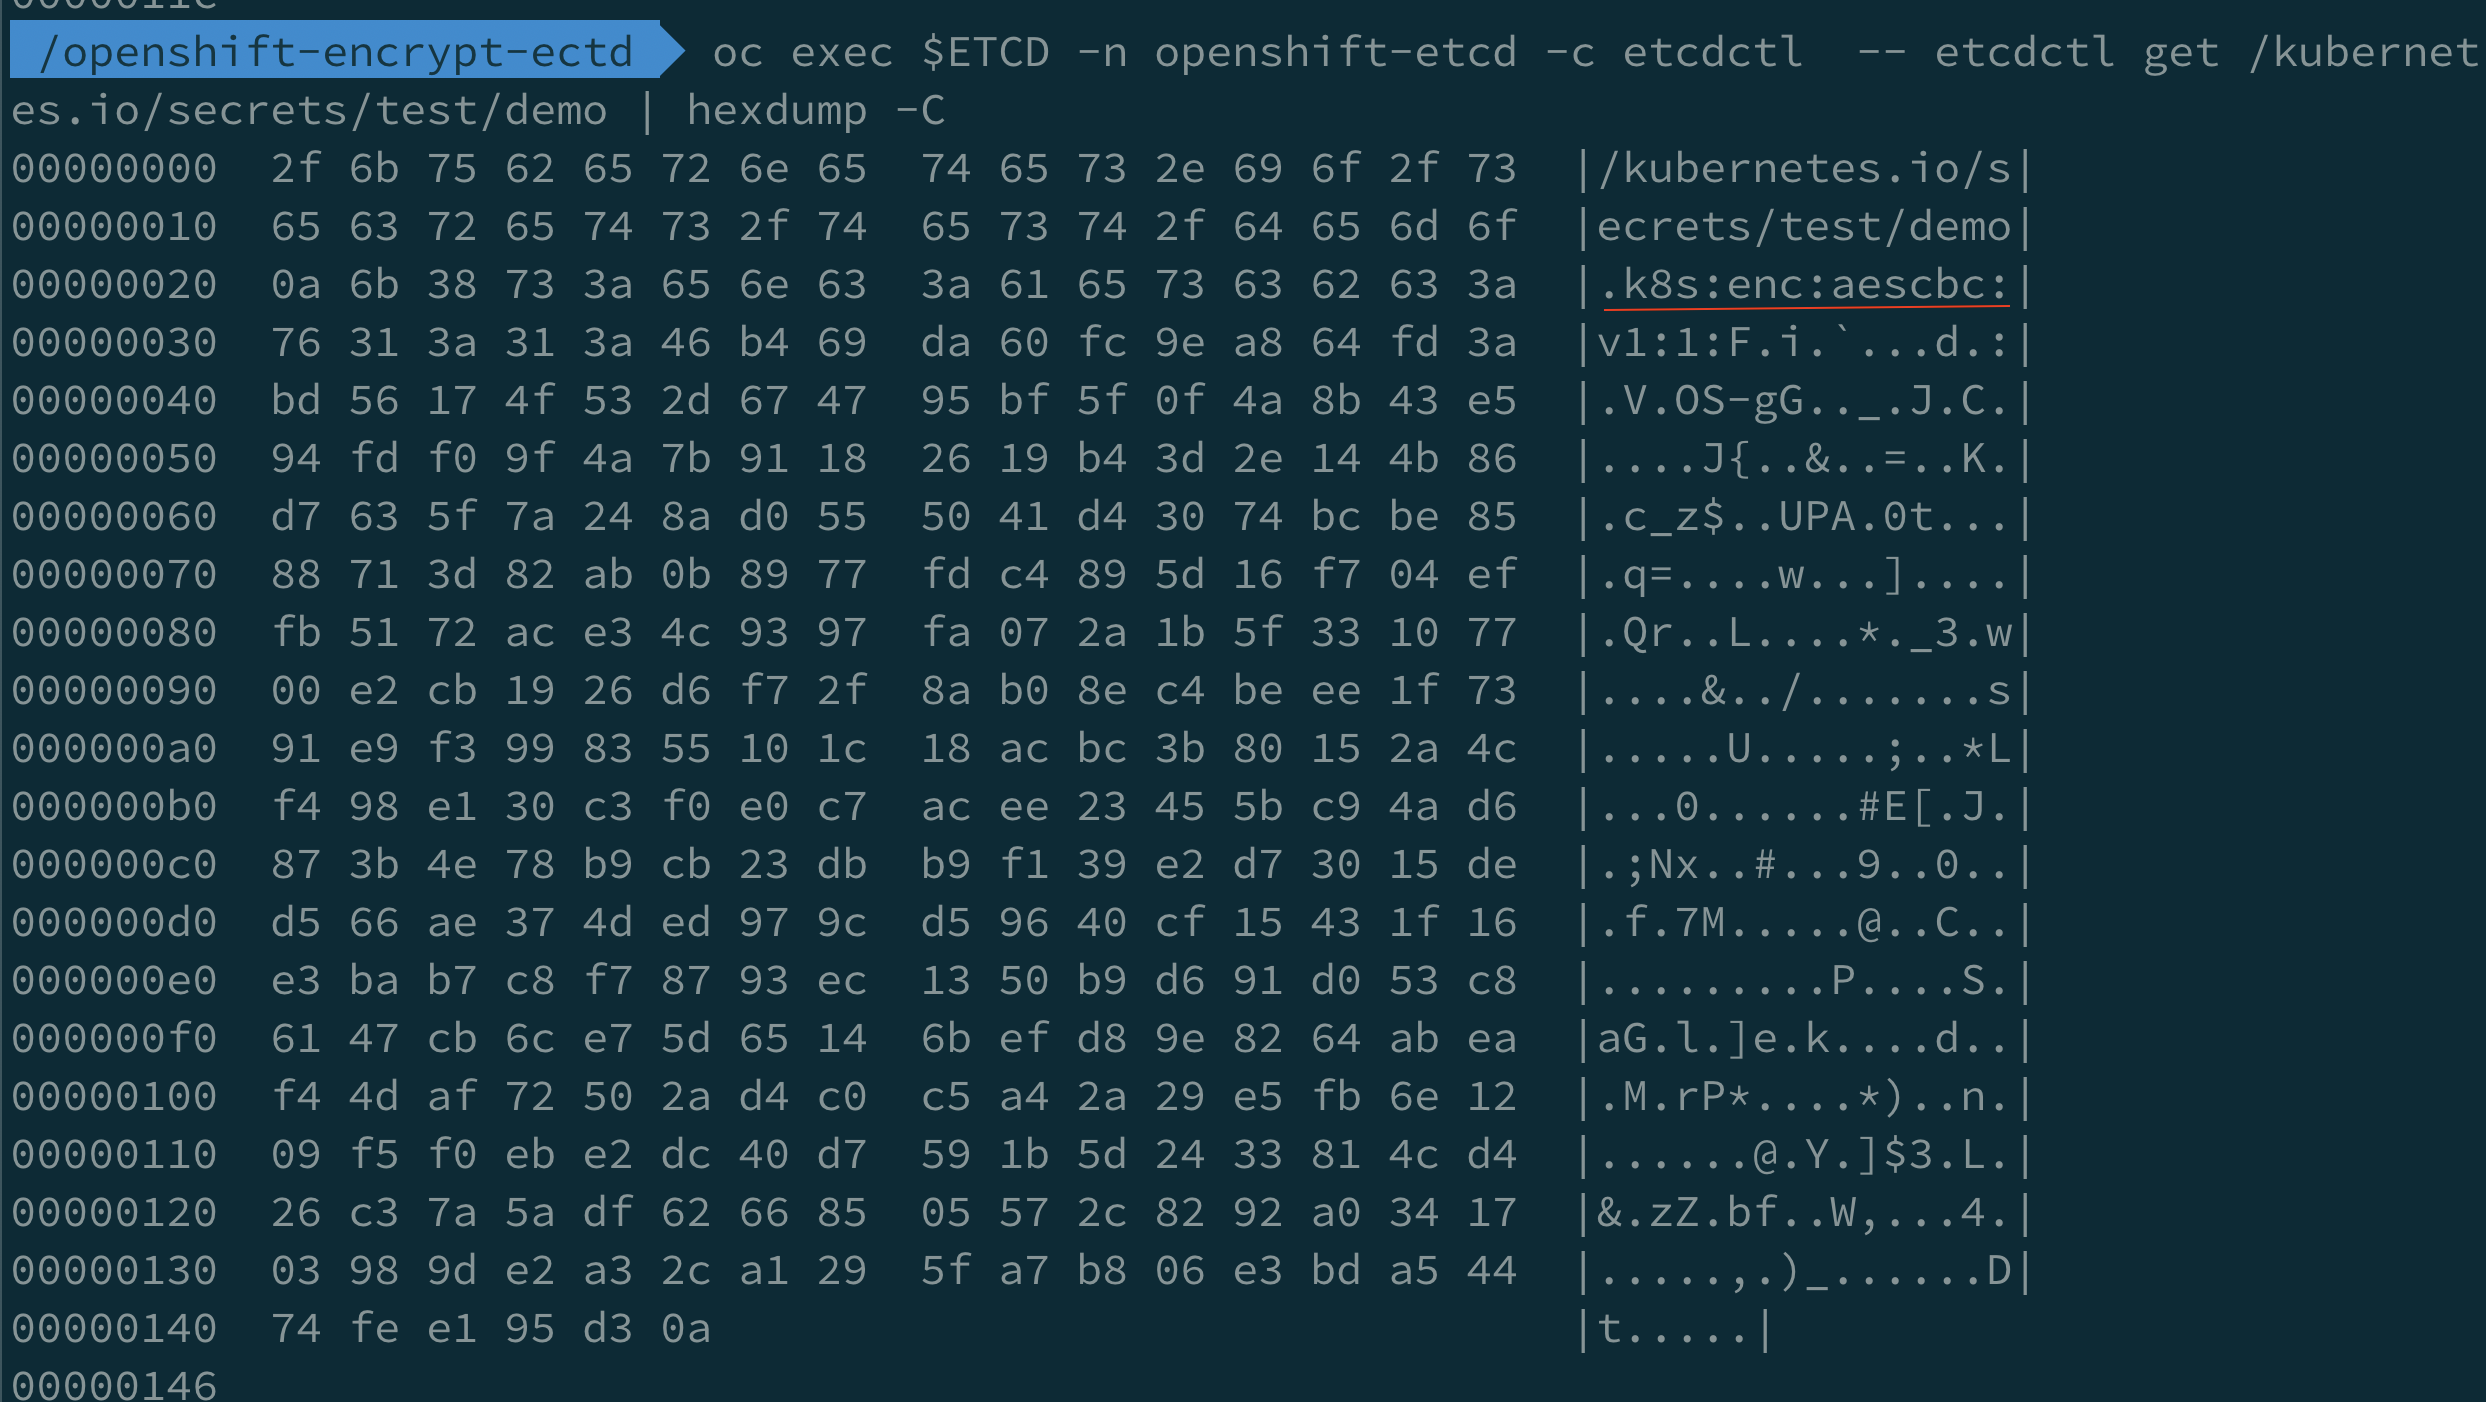 0000011c
/openshift-encrypt-ectd oc exec $ETCD -n openshift-etcd -c etcdctl  -- etcdctl get /kubernet
es.io/secrets/test/demo | hexdump -C
00000000  2f 6b 75 62 65 72 6e 65  74 65 73 2e 69 6f 2f 73  |/kubernetes.io/s|
00000010  65 63 72 65 74 73 2f 74  65 73 74 2f 64 65 6d 6f  |ecrets/test/demo|
00000020  0a 6b 38 73 3a 65 6e 63  3a 61 65 73 63 62 63 3a  |.k8s:enc:aescbc:|
00000030  76 31 3a 31 3a 46 b4 69  da 60 fc 9e a8 64 fd 3a  |v1:1:F.i.`...d.:|
00000040  bd 56 17 4f 53 2d 67 47  95 bf 5f 0f 4a 8b 43 e5  |.V.OS-gG.._.J.C.|
00000050  94 fd f0 9f 4a 7b 91 18  26 19 b4 3d 2e 14 4b 86  |....J{..&..=..K.|
00000060  d7 63 5f 7a 24 8a d0 55  50 41 d4 30 74 bc be 85  |.c_z$..UPA.0t...|
00000070  88 71 3d 82 ab 0b 89 77  fd c4 89 5d 16 f7 04 ef  |.q=....w...]....|
00000080  fb 51 72 ac e3 4c 93 97  fa 07 2a 1b 5f 33 10 77  |.Qr..L....*._3.w|
00000090  00 e2 cb 19 26 d6 f7 2f  8a b0 8e c4 be ee 1f 73  |....&../.......s|
000000a0  91 e9 f3 99 83 55 10 1c  18 ac bc 3b 80 15 2a 4c  |.....U.....;..*L|
000000b0  f4 98 e1 30 c3 f0 e0 c7  ac ee 23 45 5b c9 4a d6  |...0......#E[.J.|
000000c0  87 3b 4e 78 b9 cb 23 db  b9 f1 39 e2 d7 30 15 de  |.;Nx..#...9..0..|
000000d0  d5 66 ae 37 4d ed 97 9c  d5 96 40 cf 15 43 1f 16  |.f.7M.....@..C..|
000000e0  e3 ba b7 c8 f7 87 93 ec  13 50 b9 d6 91 d0 53 c8  |.........P....S.|
000000f0  61 47 cb 6c e7 5d 65 14  6b ef d8 9e 82 64 ab ea  |aG.l.]e.k....d..|
00000100  f4 4d af 72 50 2a d4 c0  c5 a4 2a 29 e5 fb 6e 12  |.M.rP*....*)..n.|
00000110  09 f5 f0 eb e2 dc 40 d7  59 1b 5d 24 33 81 4c d4  |......@.Y.]$3.L.|
00000120  26 c3 7a 5a df 62 66 85  05 57 2c 82 92 a0 34 17  |&.zZ.bf..W,...4.|
00000130  03 98 9d e2 a3 2c a1 29  5f a7 b8 06 e3 bd a5 44  |.....,.)_......D|
00000140  74 fe e1 95 d3 0a                                 |t.....|
00000146